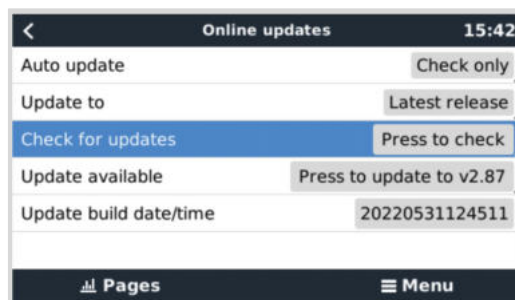 Online updates 15:42
Auto update Check only
Update to Latest release
Check for updates Press to check
Update available Press to update to v2.87
Update build date/time 20220531124511
Pages Menu